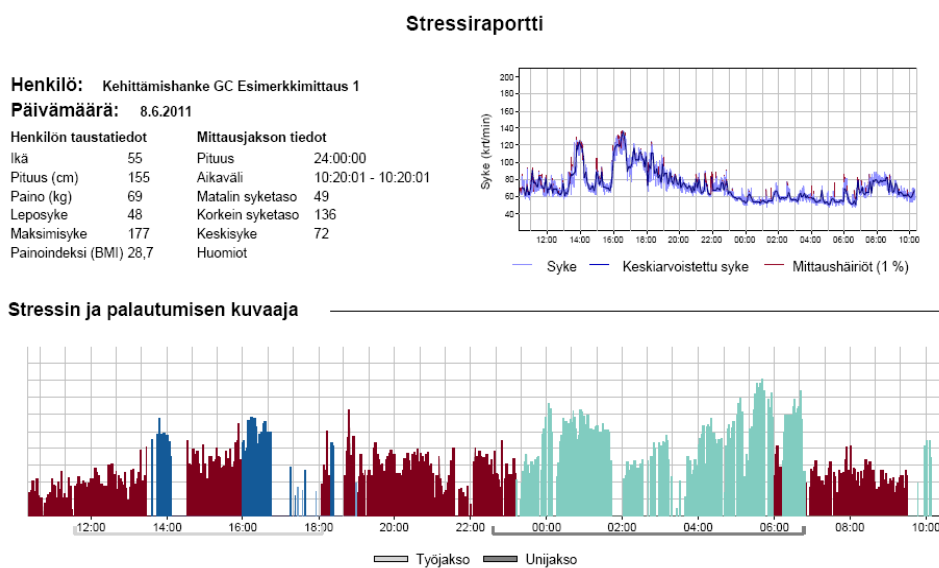 Stressiraportti
Henkilö: Kehittämishanke GC Esimerkkimittaus 1
Päivämäärä: 8.6.2011
Henkilön taustatiedot Mittausjakson tiedot
Ikä 55 Pituus 24:00:00
Pituus (cm) 155 Aikaväli 10:20:01 - 10:20:01
Paino (kg) 69 Matalin syketaso 49
Leposyke 48 Korkein syketaso 136
Maksimisyke 177 Keskisyke 72
Painoindeksi (BMI) 28,7 Huomiot
Syke (krt/min)
200
180
160
140
120
100
80
60
40
12:00 14:00 16:00 18:00 20:00 22:00 00:00 02:00 04:00 06:00 08:00 10:00
Syke Keskiarvoistettu syke Mittaushäiriöt (1 %)
Stressin ja palautumisen kuvaaja
12:00 14:00 16:00 18:00 20:00 22:00 00:00 02:00 04:00 06:00 08:00 10:00
Työjakso Unijakso